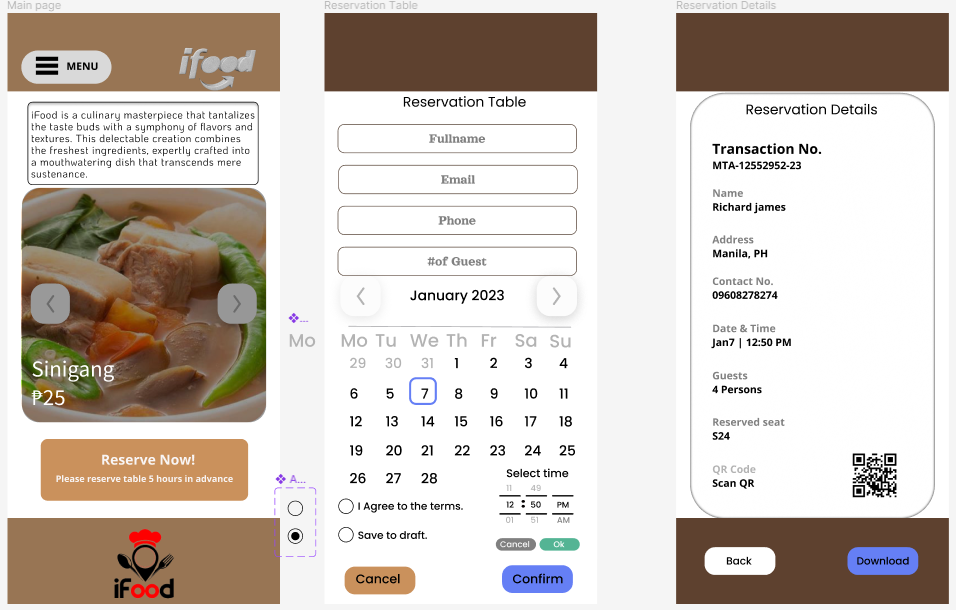 Main page
MENU
ifood
iFood is a culinary masterpiece that tantalizes
the taste buds with a symphony of flavors and
textures. This delectable creation combines
the freshest ingredients, expertly crafted into
a mouthwatering dish that transcends mere
sustenance.
Sinigang
₱25
Reserve Now!
Please reserve table 5 hours in advance
iFood
...
Mo
A...
Reservation Table
Reservation Table
Fullname
Email
Phone
#of Guest
January 2023
Mo Tu We Th Fr Sa Su
29 30 31 1 2 3 4
6 5 7 8 9 10 11
12 13 14 15 16 17 18
19 20 21 22 23 24 25
26 27 28
Select time
11 49
12 : 50 PM
01 51 AM
I Agree to the terms.
Save to draft.
Cancel Ok
Cancel Confirm
Reservation Details
Reservation Details
Transaction No.
MTA-12552952-23
Name
Richard james
Address
Manila, PH
Contact No.
09608278274
Date & Time
Jan7 | 12:50 PM
Guests
4 Persons
Reserved seat
S24
QR Code
Scan QR
Back Download